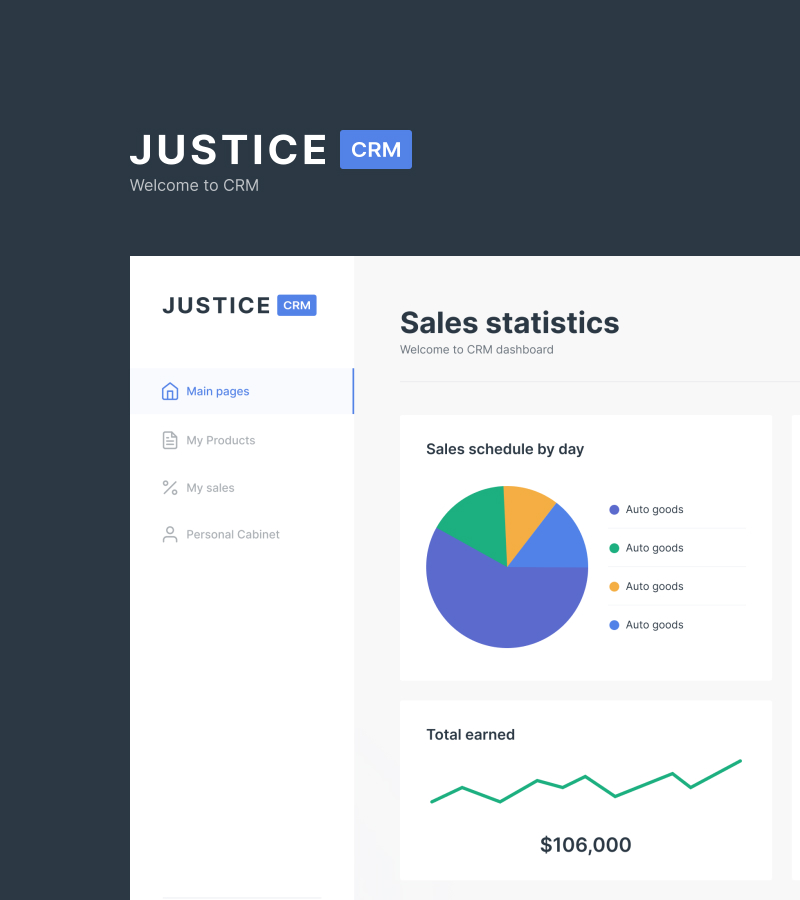 JUSTICE CRM
Welcome to CRM
JUSTICE CRM
Main pages
My Products
My sales
Personal Cabinet
Sales statistics
Welcome to CRM dashboard
Sales schedule by day
Auto goods
Auto goods
Auto goods
Auto goods
Total earned
$106,000